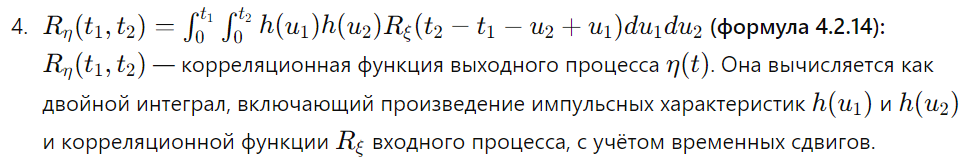 4. $R_\eta(t_1, t_2) = \int_0^{t_1} \int_0^{t_2} h(u_1)h(u_2)R_\xi(t_2 - t_1 - u_2 + u_1)du_1du_2$ (формула 4.2.14):
$R_\eta(t_1, t_2)$ — корреляционная функция выходного процесса $\eta(t)$. Она вычисляется как
двойной интеграл, включающий произведение импульсных характеристик $h(u_1)$ и $h(u_2)$
и корреляционной функции $R_\xi$ входного процесса, с учётом временных сдвигов.